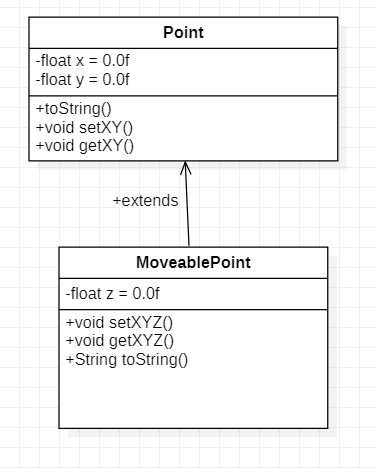 Point
-float x = 0.0f
-float y = 0.0f
+toString()
+void setXY()
+void getXY()
+extends
MoveablePoint
-float z = 0.0f
+void setXYZ()
+void getXYZ()
+String toString()